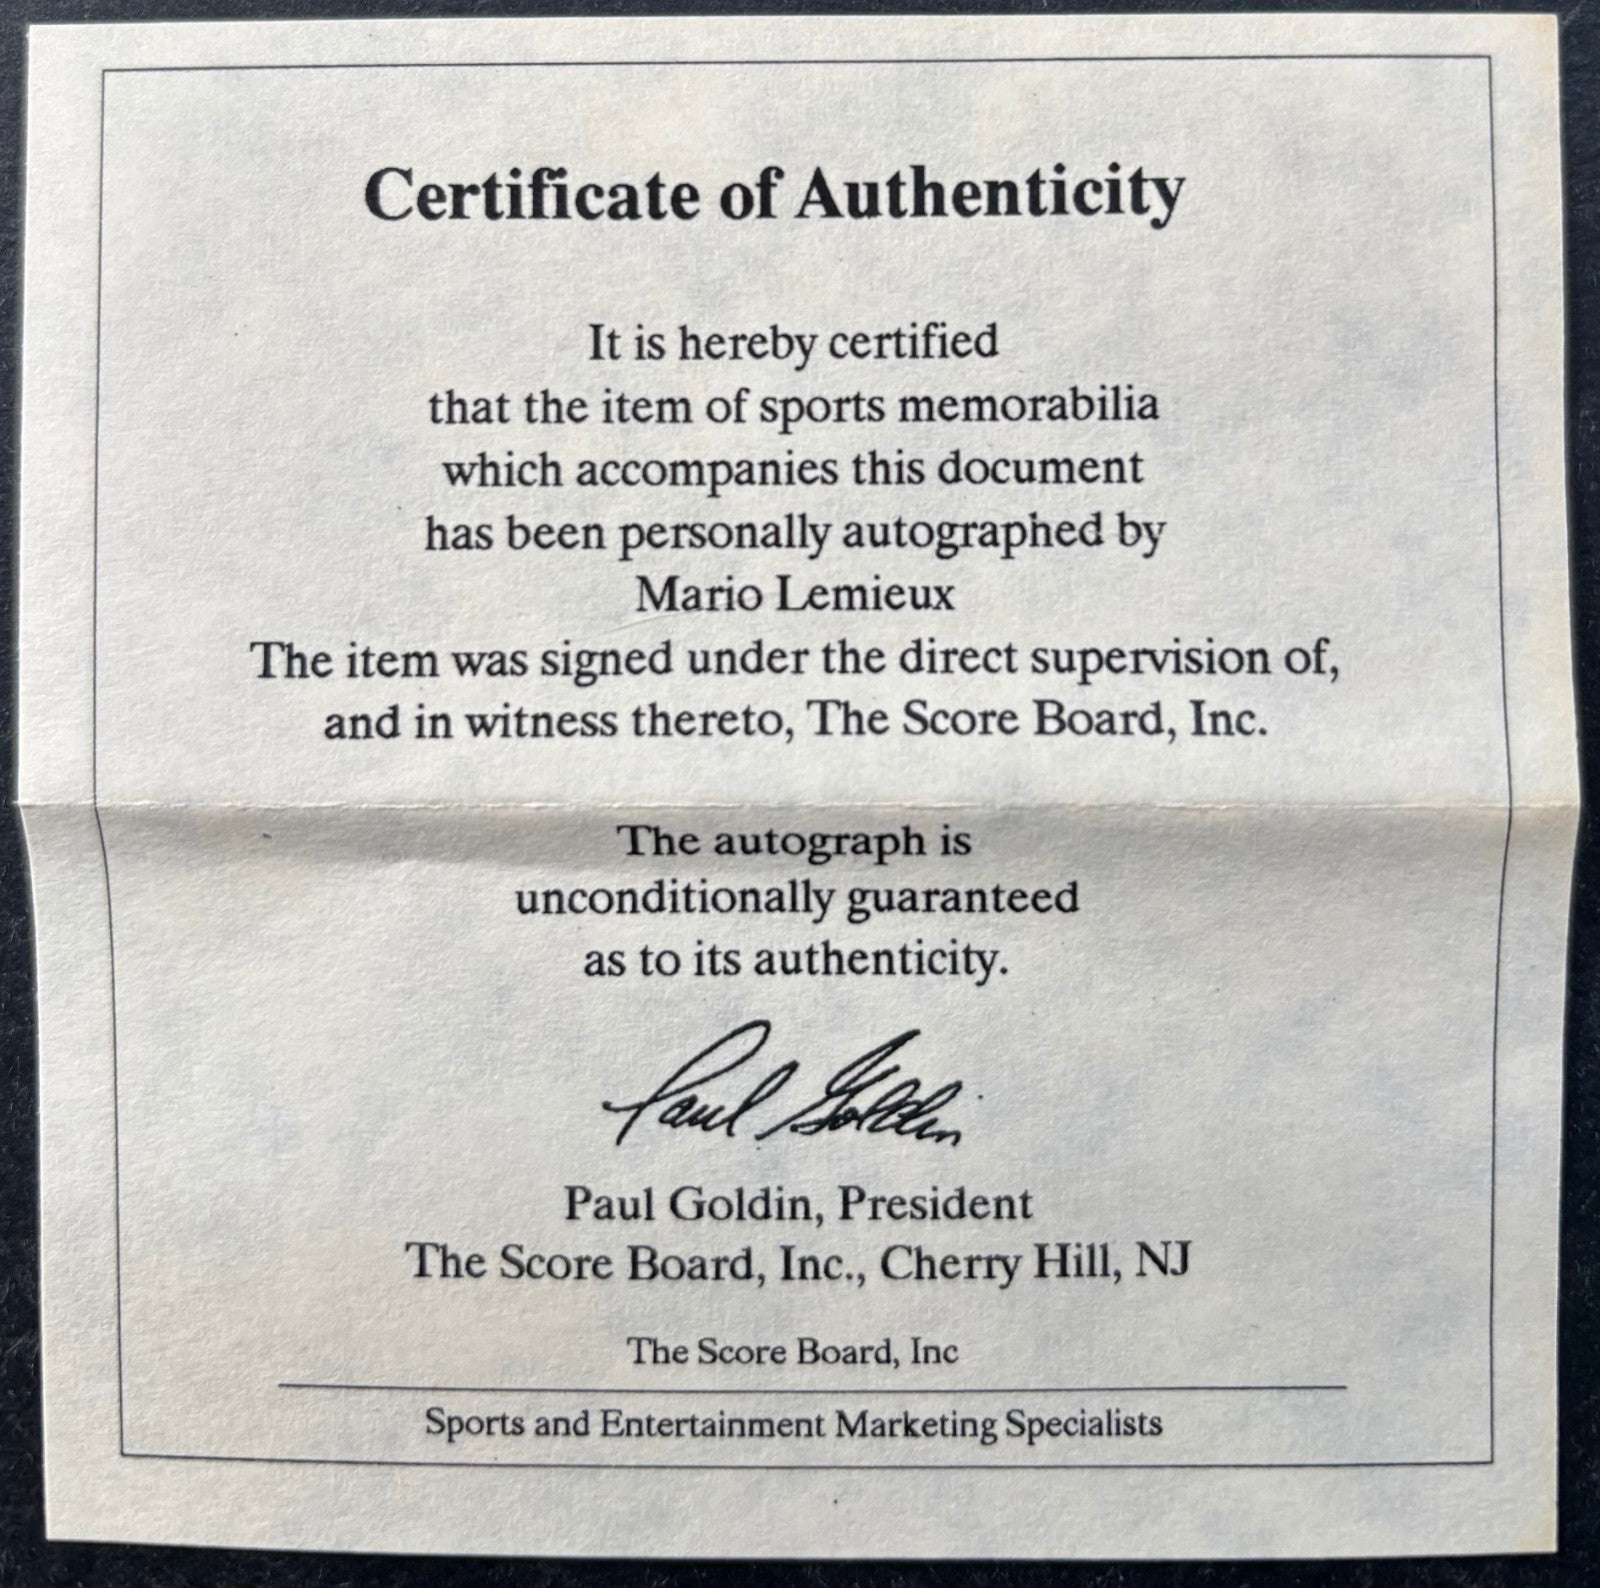 Certificate of Authenticity
It is hereby certified
that the item of sports memorabilia
which accompanies this document
has been personally autographed by
Mario Lemieux
The item was signed under the direct supervision of,
and in witness thereto, The Score Board, Inc.
The autograph is
unconditionally guaranteed
as to its authenticity.
Paul Goldin
Paul Goldin, President
The Score Board, Inc., Cherry Hill, NJ
The Score Board, Inc
Sports and Entertainment Marketing Specialists